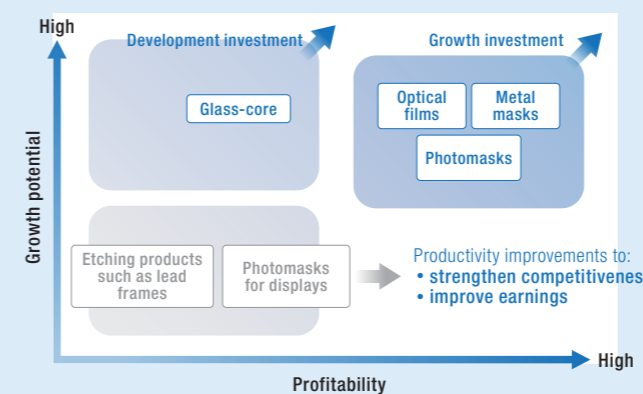 High
Development investment
Growth investment
Glass-core
Optical
films
Metal
masks
Photomasks
Growth potential
Etching products
such as lead
frames
Photomasks
for displays
Productivity improvements to:
• strengthen competitivenes
• improve earnings
High
Profitability